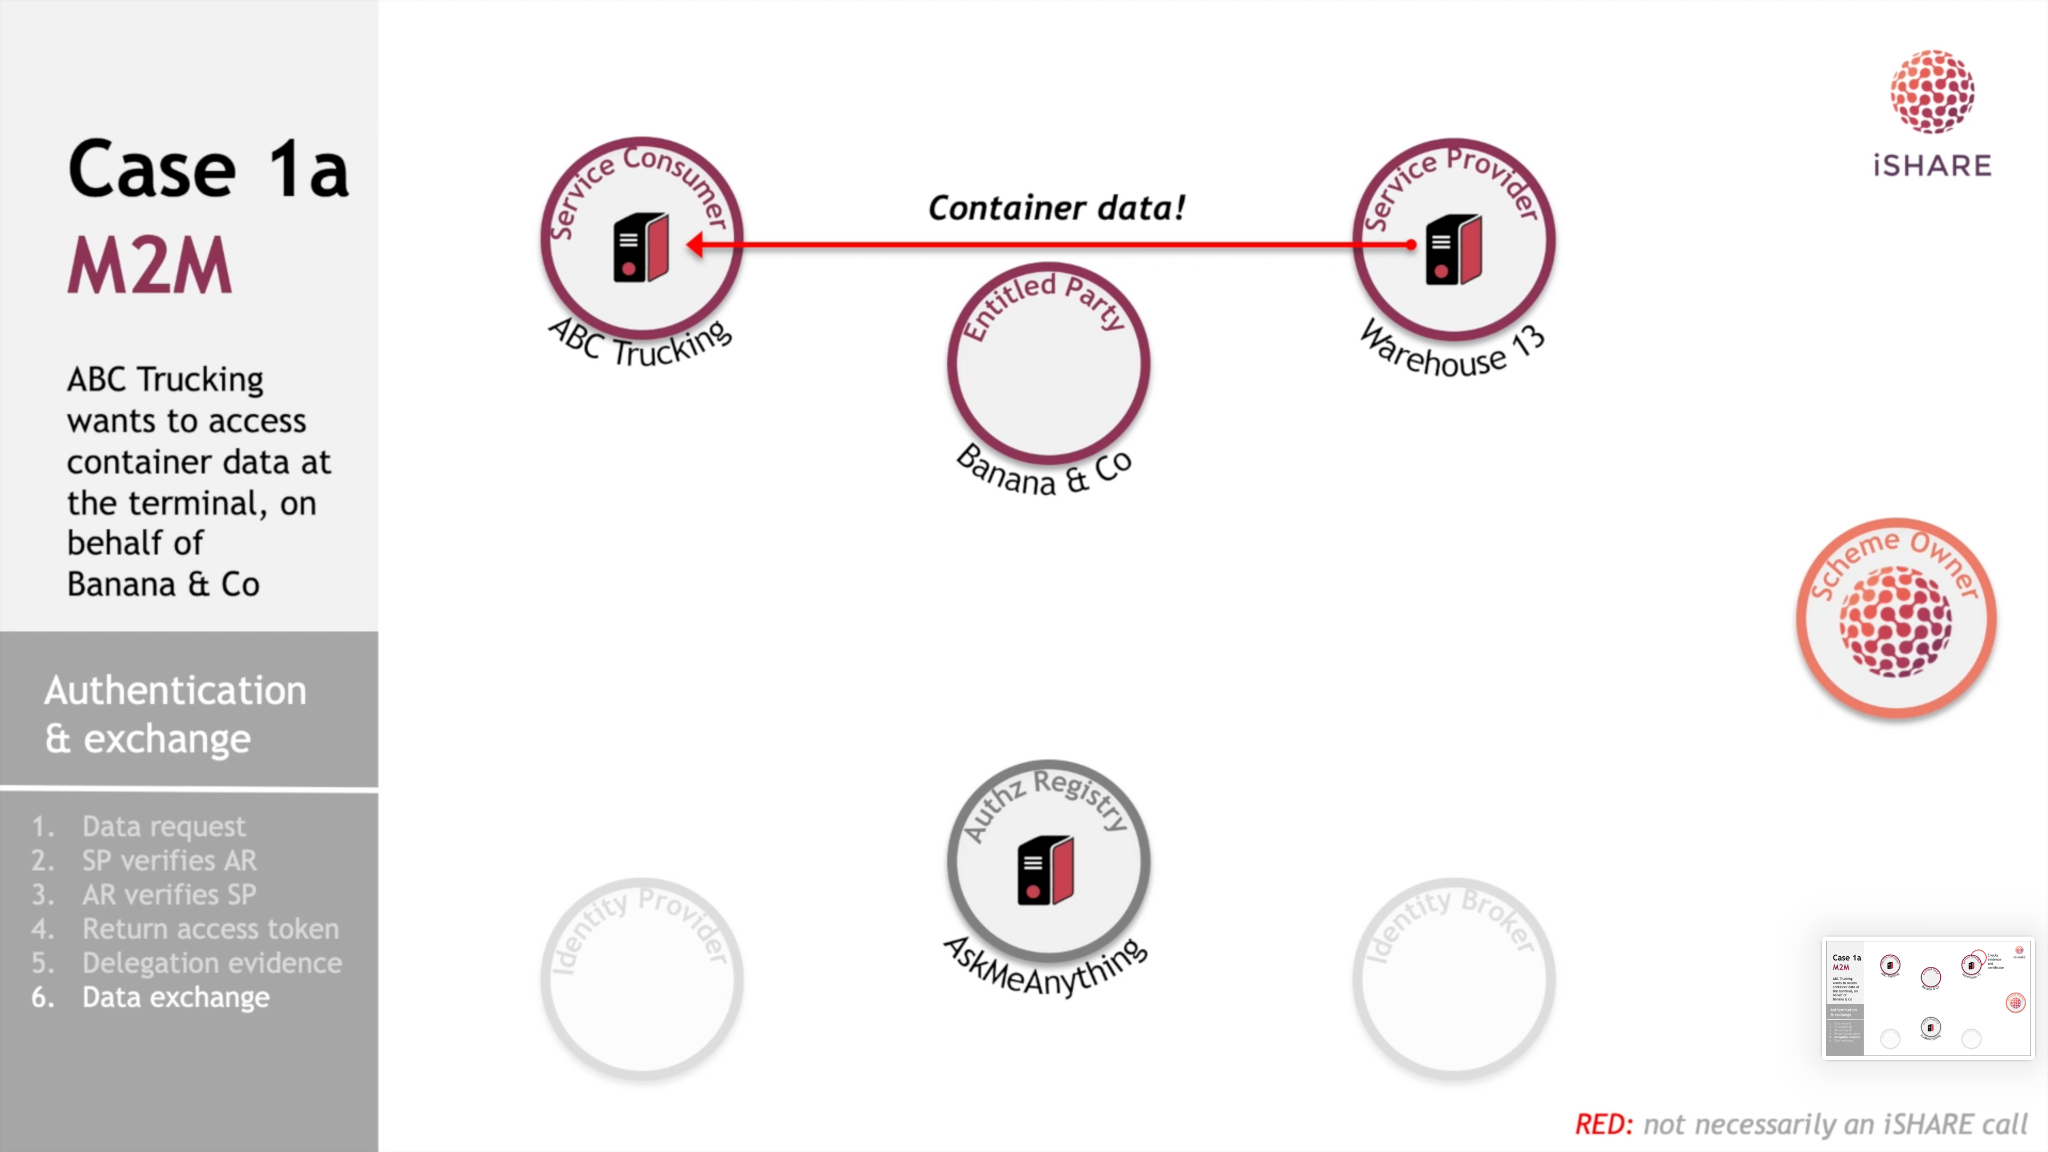 Case 1a
M2M
ABC Trucking
wants to access
container data at
the terminal, on
behalf of
Banana & Co
Authentication
& exchange
1. Data request
2. SP verifies AR
3. AR verifies SP
4. Return access token
5. Delegation evidence
6. Data exchange
Service Consumer
ABC Trucking
Container data!
Service Provider
Warehouse 13
Entitled Party
Banana & Co
iSHARE
Scheme Owner
Authz Registry
AskMeAnything
Identity Provider
Identity Broker
Case 1a
M2M
RED: not necessarily an iSHARE call